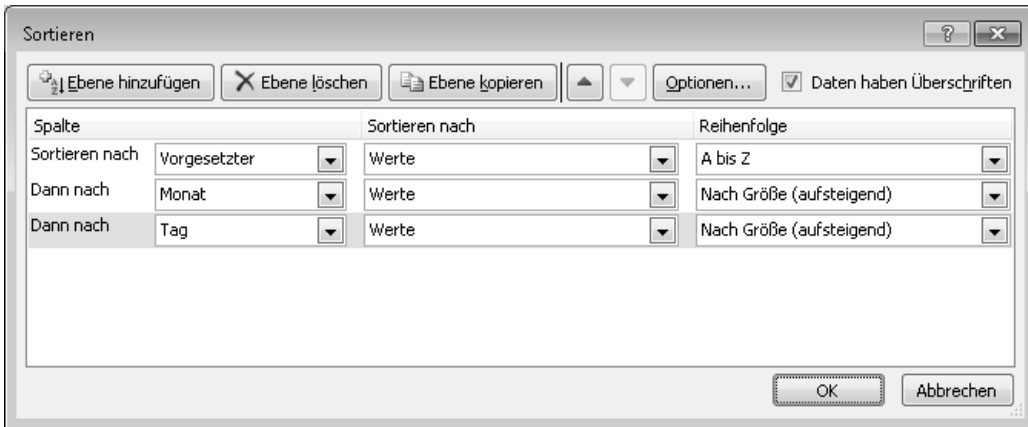 Sortieren
Ebene hinzufügen Ebene löschen Ebene kopieren Optionen... Daten haben Überschriften
Spalte Sortieren nach Reihenfolge
Sortieren nach Vorgesetzter Werte A bis Z
Dann nach Monat Werte Nach Größe (aufsteigend)
Dann nach Tag Werte Nach Größe (aufsteigend)
OK Abbrechen